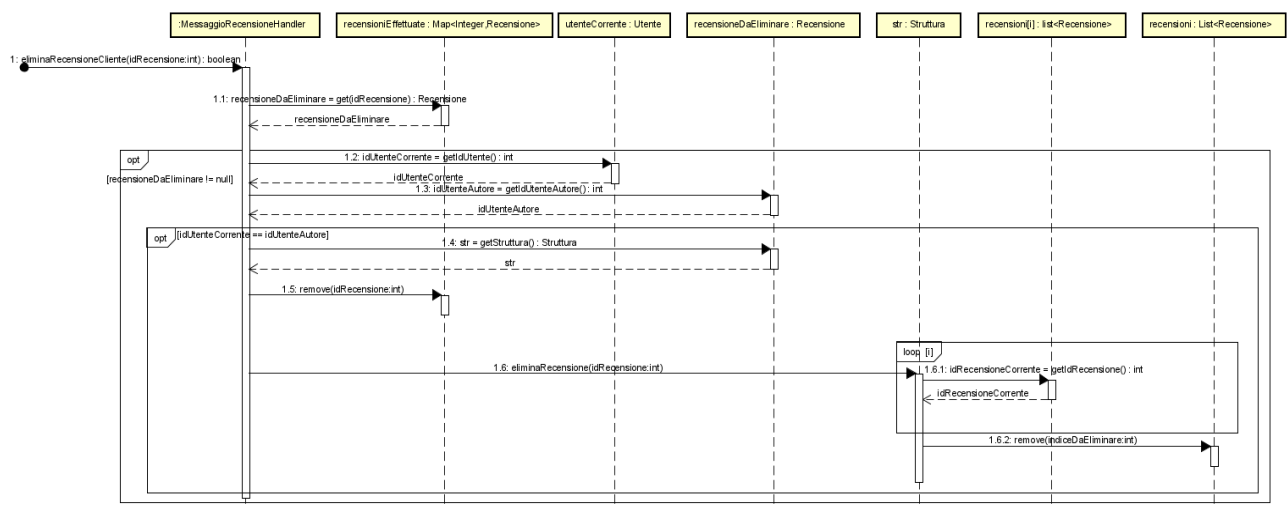 :MessaggioRecensioneHandler
recensioniEffettuate : Map<Integer,Recensione>
utenteCorrente : Utente
recensioneDaEliminare : Recensione
str : Struttura
recensioni[i] : list<Recensione>
recensioni : List<Recensione>
1: eliminaRecensioneCliente(idRecensione:int) : boolean
1.1: recensioneDaEliminare = get(idRecensione) : Recensione
recensioneDaEliminare
opt
[recensioneDaEliminare != null]
1.2: idUtenteCorrente = getIdUtente() : int
idUtenteCorrente
1.3: idUtenteAutore = getIdUtenteAutore() : int
idUtenteAutore
opt
[idUtenteCorrente == idUtenteAutore]
1.4: str = getStruttura() : Struttura
str
1.5: remove(idRecensione:int)
loop [i]
1.6: eliminaRecensione(idRecensione:int)
1.6.1: idRecensioneCorrente = getIdRecensione() : int
idRecensioneCorrente
1.6.2: remove(indiceDaEliminare:int)